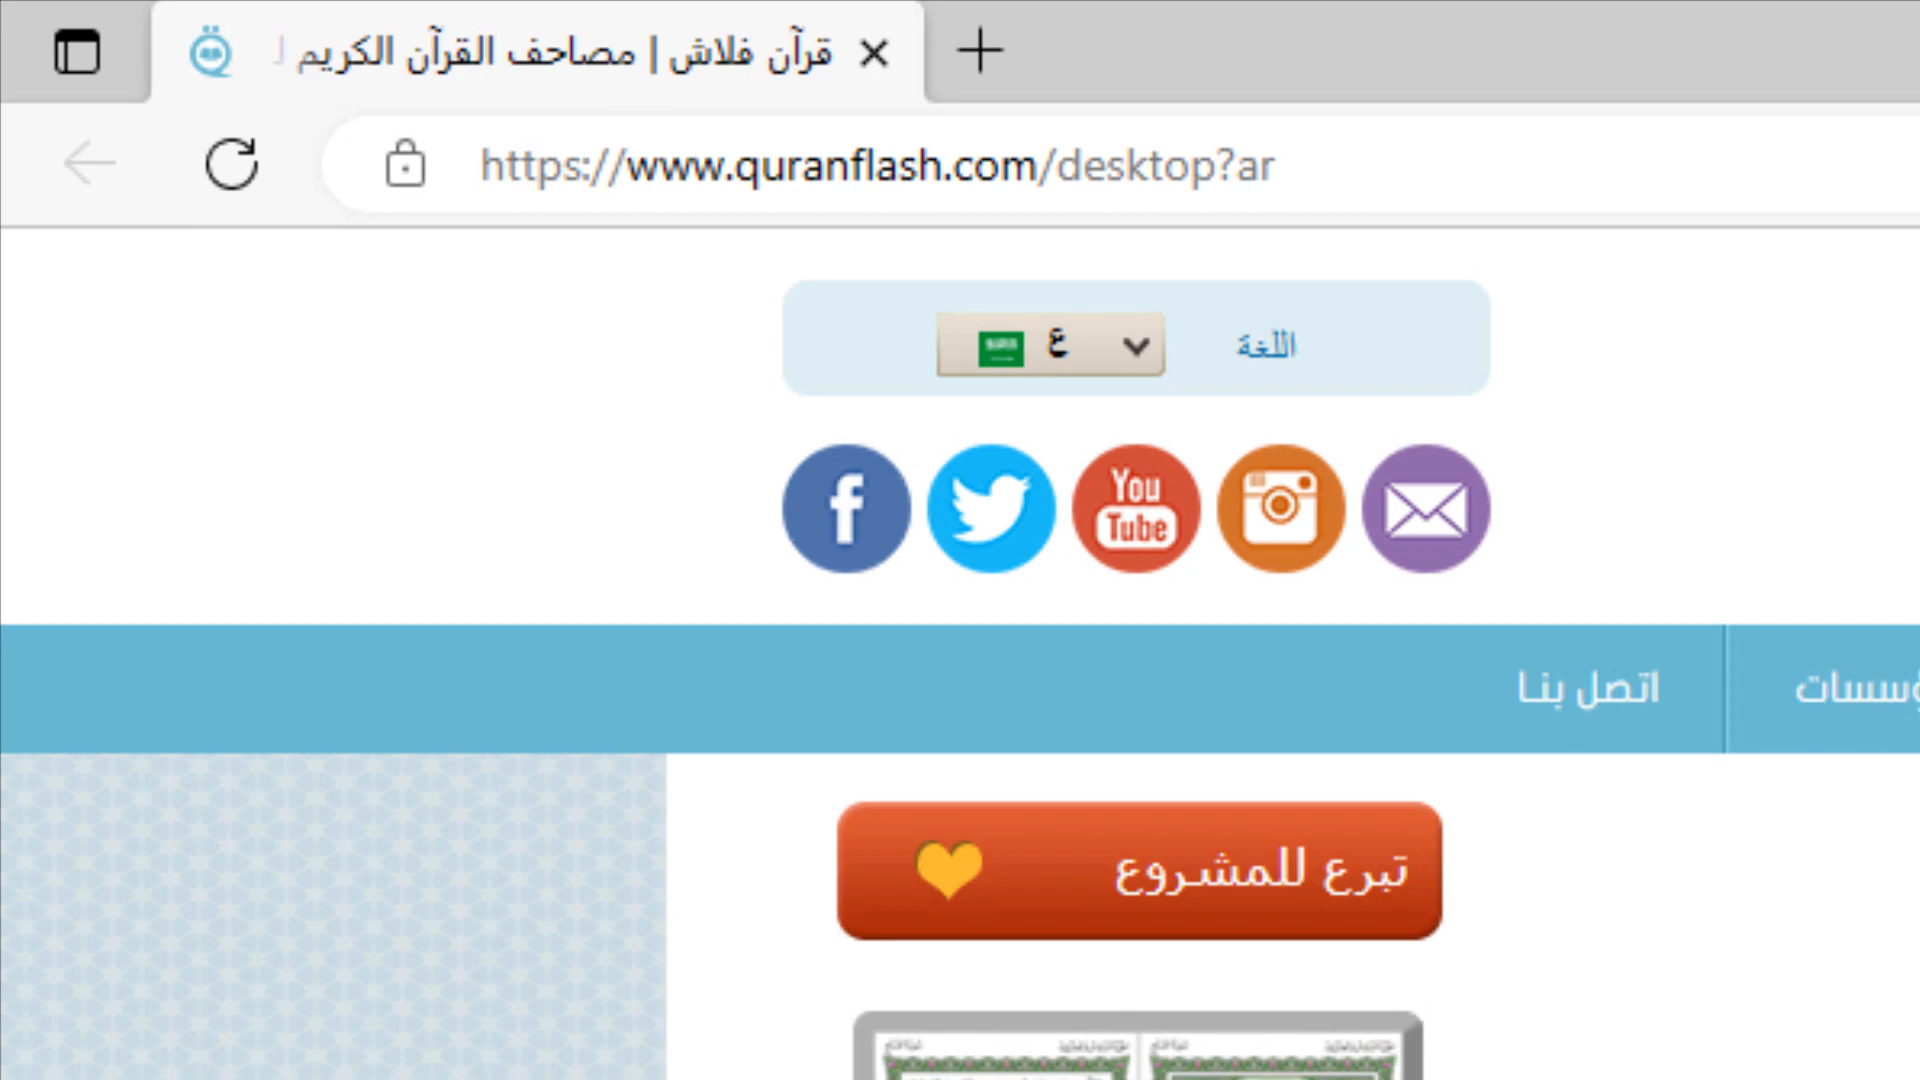 قرآن فلاش | مصاحف القرآن الكريم
https://www.quranflash.com/desktop?ar
اللغة
ع
f
You
Tube
اتصل بنا
تبرع للمشروع